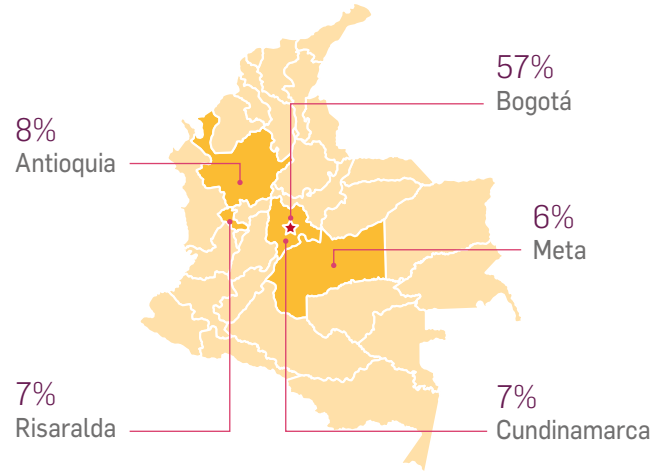 57%
Bogotá
8%
Antioquia
6%
Meta
7%
Risaralda
7%
Cundinamarca